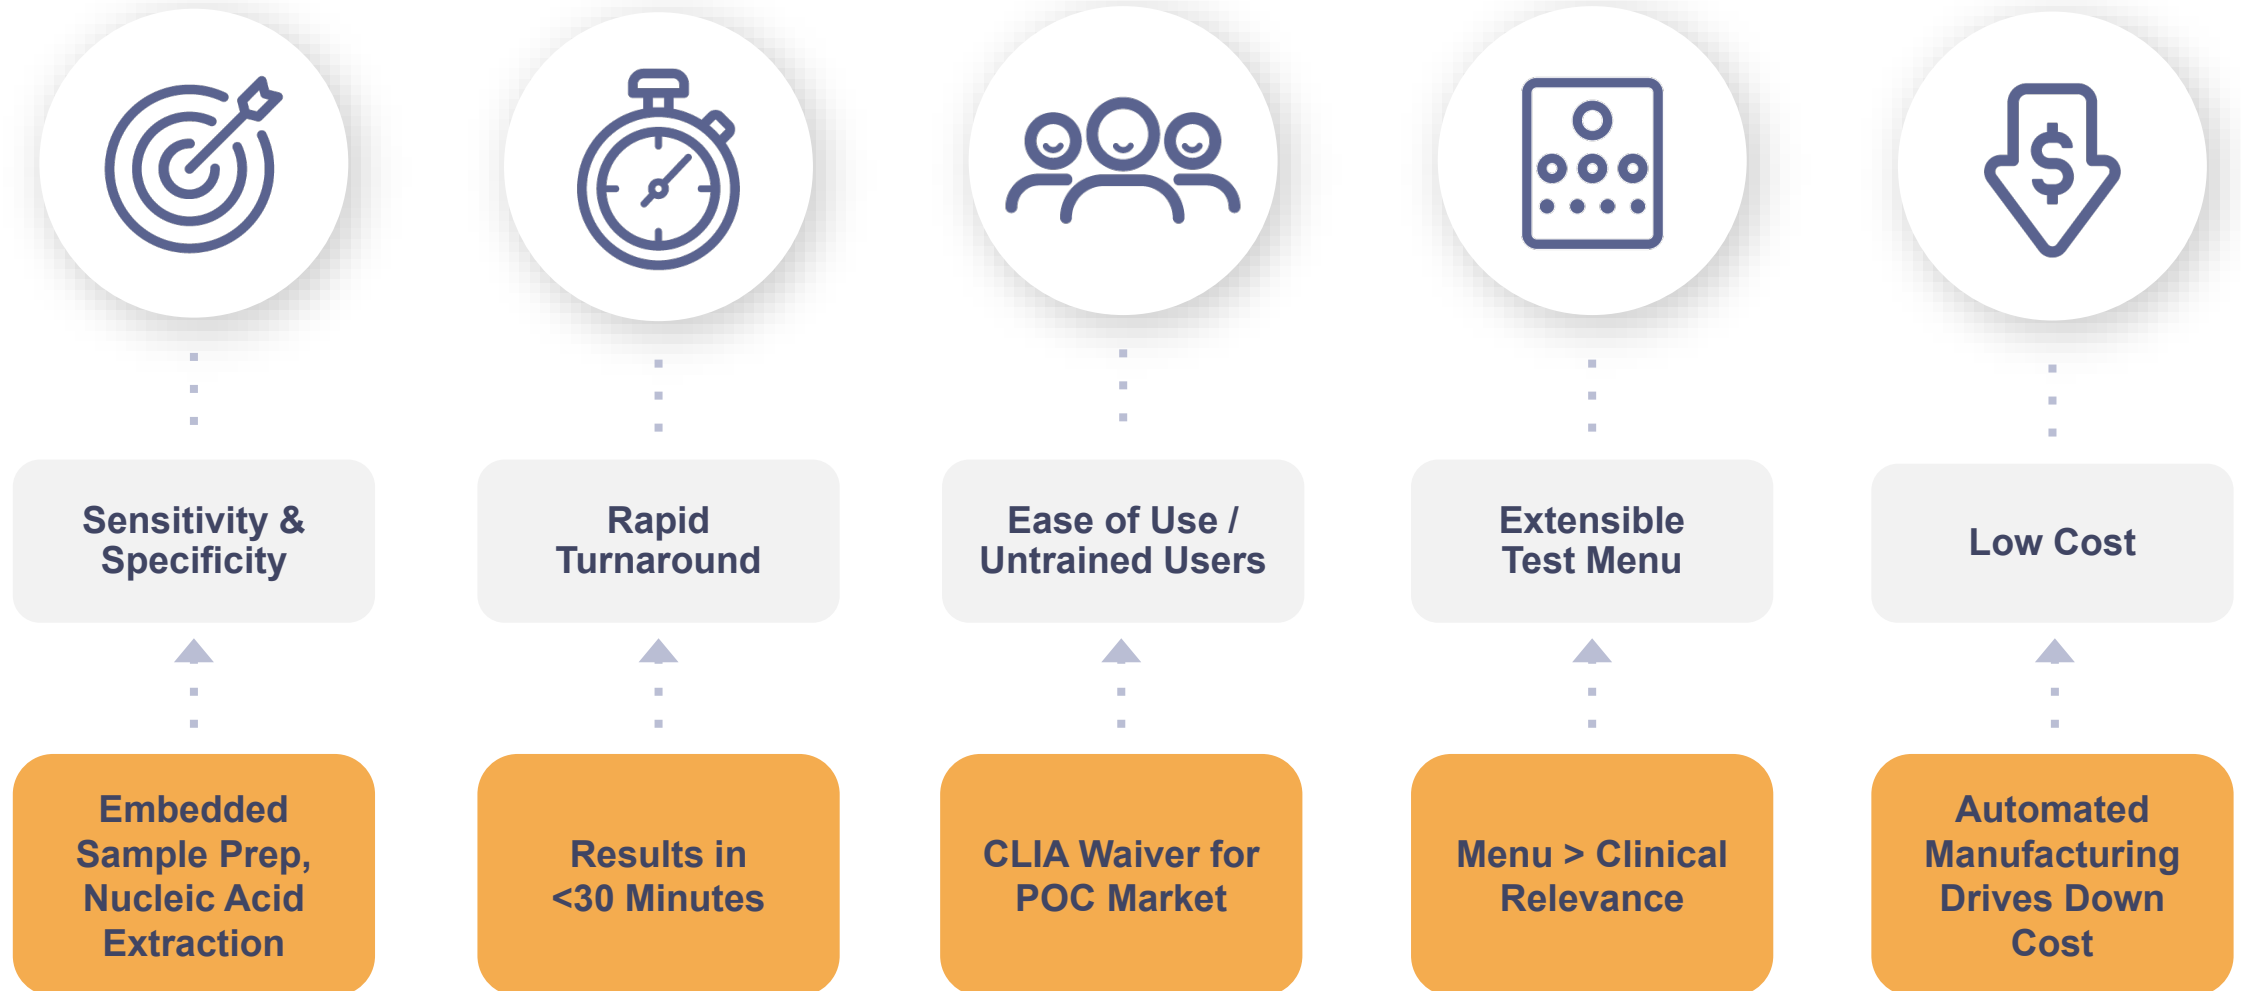 Sensitivity &
Specificity
Rapid
Turnaround
Ease of Use /
Untrained Users
Extensible
Test Menu
Low Cost
Embedded
Sample Prep,
Nucleic Acid
Extraction
Results in
<30 Minutes
CLIA Waiver for
POC Market
Menu > Clinical
Relevance
Automated
Manufacturing
Drives Down
Cost
$